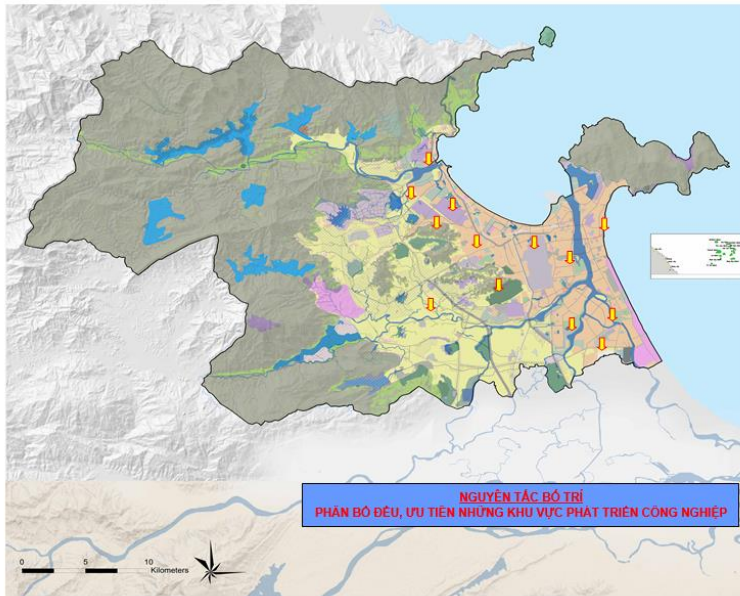 NGUYÊN TẮC BỐ TRÍ
PHÂN BỐ ĐỀU, ƯU TIÊN NHỮNG KHU VỰC PHÁT TRIỂN CÔNG NGHIỆP
0 5 10
Kilometers